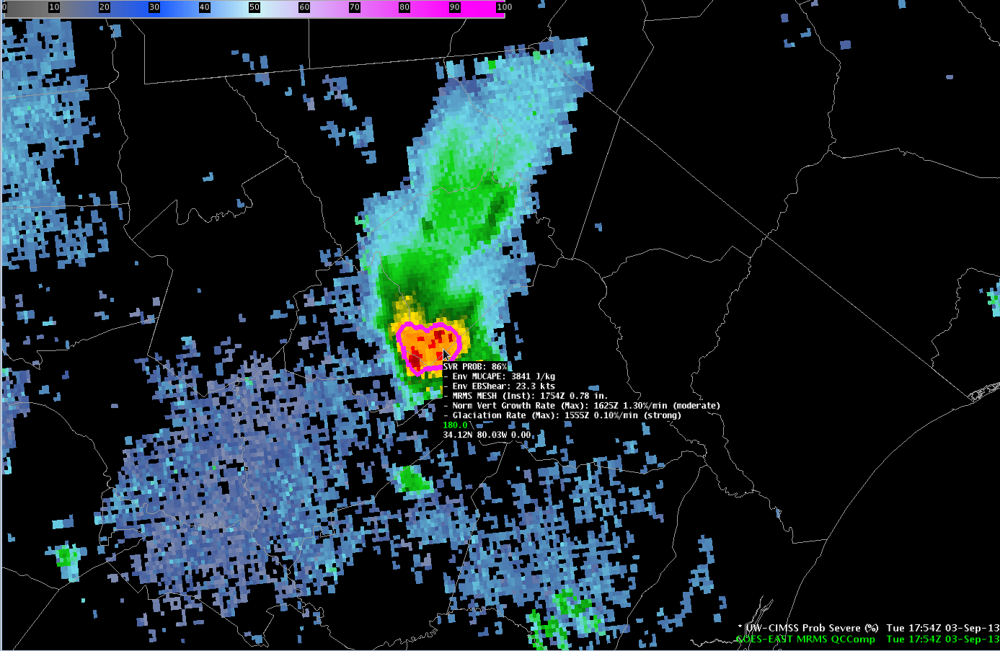 0 10 20 30 40 50 60 70 80 90 100
SVR PROB: 86%
- Env MUCAPE: 3841 J/kg
- Env EBShear: 23.3 kts
- MRMS MESH (Inst): 1754Z 0.78 in.
- Norm Vert Growth Rate (Max): 1625Z 1.30%/min (moderate)
- Glaciation Rate (Max): 1555Z 0.10%/min (strong)
180.0
34.12N 80.03W 0.00
* UW-CIMSS Prob Severe (%) Tue 17:54Z 03-Sep-13
GOES-EAST MRMS QCComp Tue 17:54Z 03-Sep-13